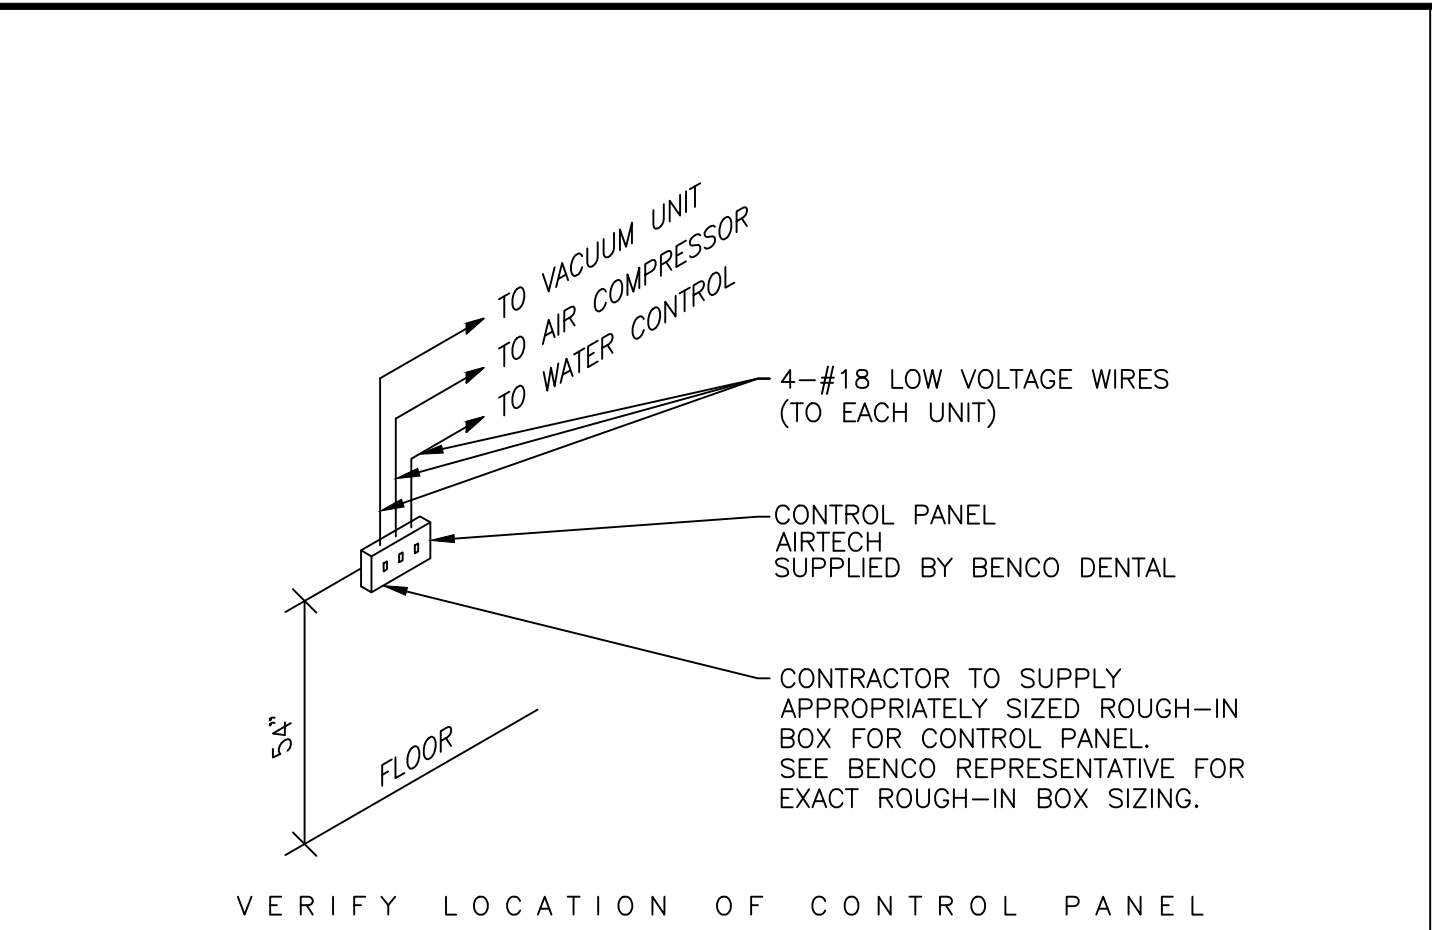 TO VACUUM UNIT
TO AIR COMPRESSOR
TO WATER CONTROL
4-#18 LOW VOLTAGE WIRES
(TO EACH UNIT)
CONTROL PANEL
AIRTECH
SUPPLIED BY BENCO DENTAL
CONTRACTOR TO SUPPLY
APPROPRIATELY SIZED ROUGH-IN
BOX FOR CONTROL PANEL.
SEE BENCO REPRESENTATIVE FOR
EXACT ROUGH-IN BOX SIZING.
54"
FLOOR
VERIFY LOCATION OF CONTROL PANEL